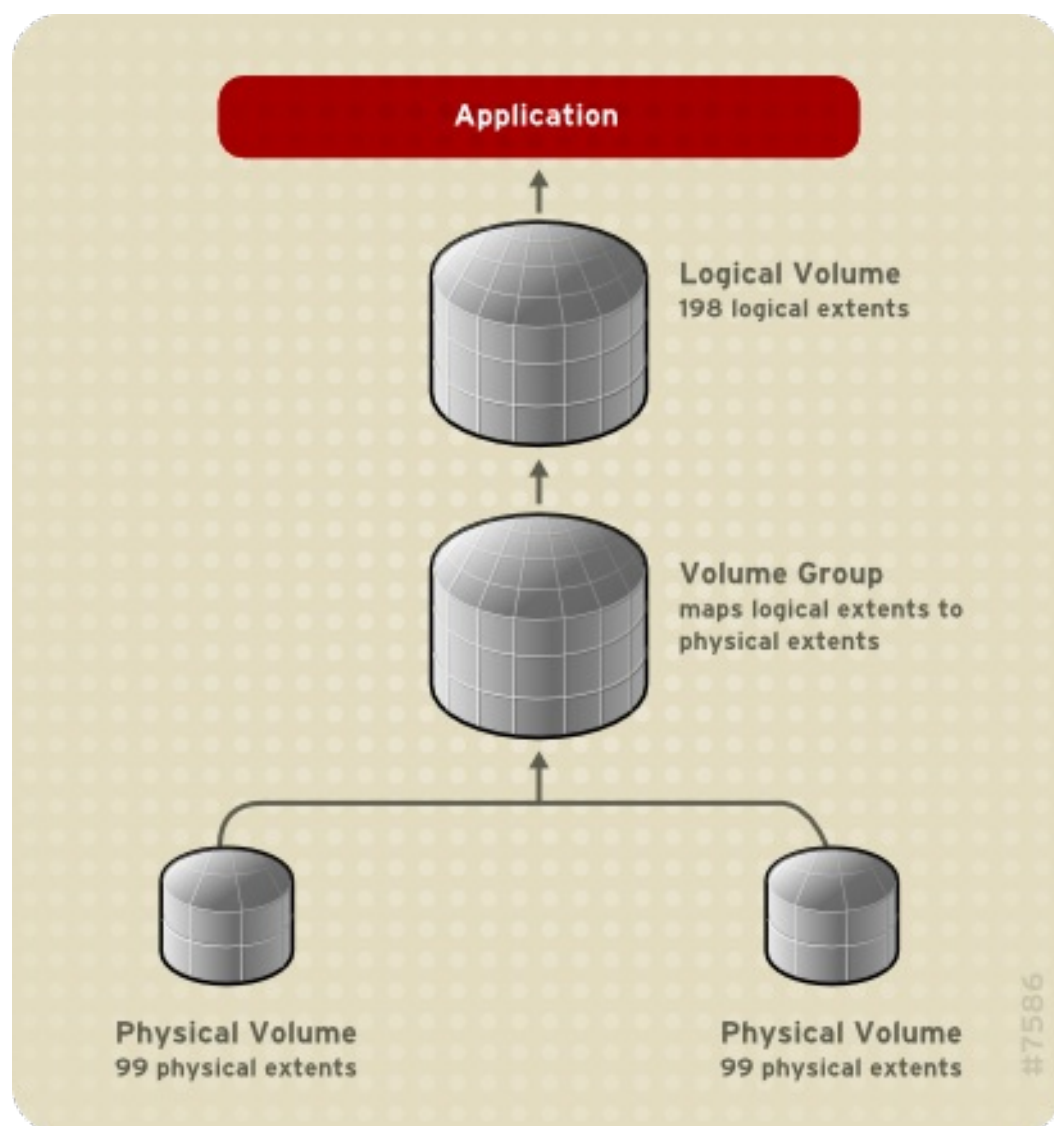 Application
Logical Volume
198 logical extents
Volume Group
maps logical extents to
physical extents
Physical Volume
99 physical extents
Physical Volume
99 physical extents
#7586